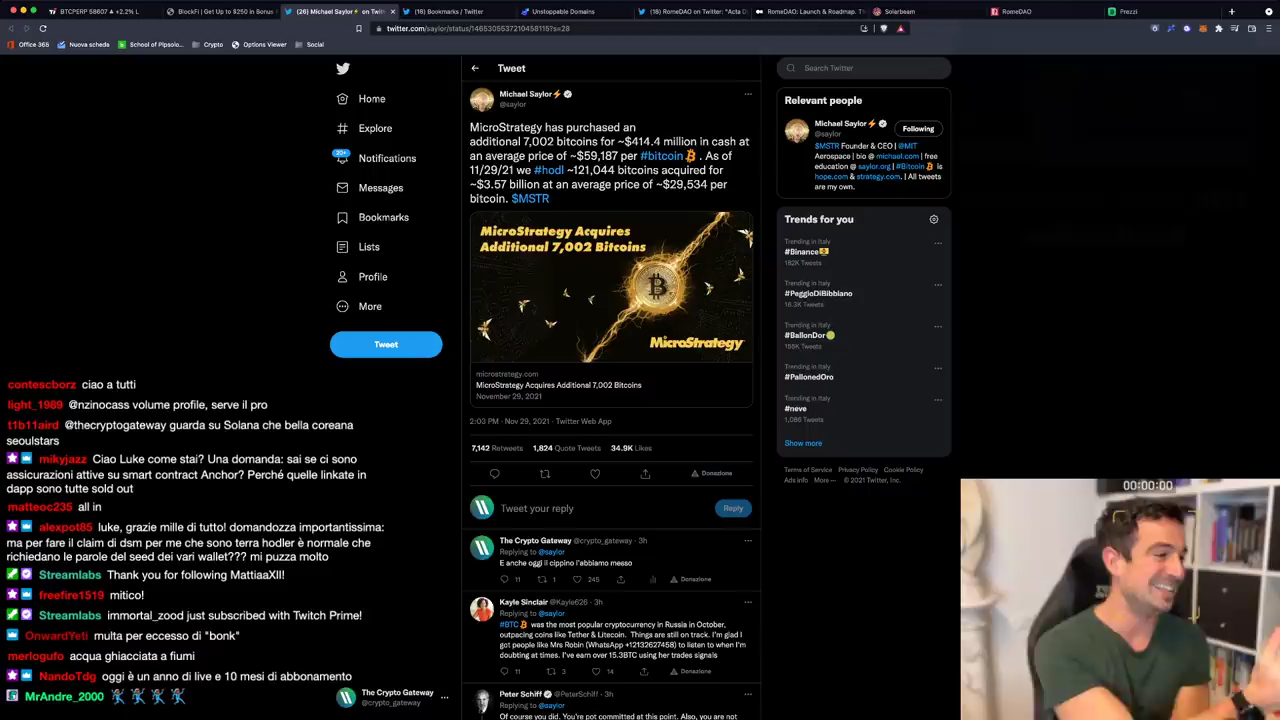 BTCPERP 58607 ▲ +2.2% L
BlockFi | Get Up to $250 in Bonus
(26) Michael Saylor⚡ on Twitt
(18) Bookmarks / Twitter
Unstoppable Domains
(18) RomeDAO on Twitter: "Acta D
RomeDAO: Launch & Roadmap. T
Solarbeam
RomeDAO
Prezzi
twitter.com/saylor/status/1465305537210458115?s=28
Office 365
Nuova scheda
School of Pipsolo...
Crypto
Options Viewer
Social
Home
Explore
20+
Notifications
Messages
Bookmarks
Lists
Profile
More
Tweet
The Crypto Gateway
@crypto_gateway
Tweet
Michael Saylor⚡
@saylor
MicroStrategy has purchased an
additional 7,002 bitcoins for ~$414.4 million in cash at
an average price of ~$59,187 per #bitcoin . As of
11/29/21 we #hodl ~121,044 bitcoins acquired for
~$3.57 billion at an average price of ~$29,534 per
bitcoin. $MSTR
MicroStrategy Acquires
Additional 7,002 Bitcoins
MicroStrategy
microstrategy.com
MicroStrategy Acquires Additional 7,002 Bitcoins
November 29, 2021
2:03 PM · Nov 29, 2021 · Twitter Web App
7,142 Retweets 1,824 Quote Tweets 34.9K Likes
Donazione
Tweet your reply
Reply
The Crypto Gateway @crypto_gateway · 3h
Replying to @saylor
E anche oggi il cippino l'abbiamo messo
11 1 245 Donazione
Kayle Sinclair @Kayle626 · 3h
Replying to @saylor
#BTC was the most popular cryptocurrency in Russia in October,
outpacing coins like Tether & Litecoin. Things are still on track. I'm glad I
got people like Mrs Robin (WhatsApp +12132627458) to listen to when I'm
doubting at times. I've earn over 15.3BTC using her trades signals
11 3 14 Donazione
Peter Schiff @PeterSchiff · 3h
Replying to @saylor
Of course you did. You're pot committed at this point. Also, you are not
Search Twitter
Relevant people
Michael Saylor⚡
@saylor
Following
$MSTR Founder & CEO | @MIT
Aerospace | bio @ michael.com | free
education @ saylor.org | #Bitcoin is
hope.com & strategy.com. | All tweets
are my own.
Trends for you
Trending in Italy
#Binance
182K Tweets
Trending in Italy
#PeggioDiBibbiano
16.3K Tweets
Trending in Italy
#BallonDor
155K Tweets
Trending in Italy
#PallonedOro
Trending in Italy
#neve
1,086 Tweets
Show more
Terms of Service Privacy Policy Cookie Policy
Ads info More ··· © 2021 Twitter, Inc.
contescborz ciao a tutti
light_1989 @nzinocass volume profile, serve il pro
t1b11aird @thecryptogateway guarda su Solana che bella coreana
seoulstars
mikyjazz Ciao Luke come stai? Una domanda: sai se ci sono
assicurazioni attive su smart contract Anchor? Perché quelle linkate in
dapp sono tutte sold out
matteoc235 all in
alexpot85 luke, grazie mille di tutto! domandozza importantissima:
ma per fare il claim di dsm per me che sono terra hodler è normale che
richiedano le parole del seed dei vari wallet??? mi puzza molto
Streamlabs Thank you for following MattiaaXII!
freefire1519 mitico!
Streamlabs immortal_zood just subscribed with Twitch Prime!
OnwardYeti multa per eccesso di "bonk"
merlogufo acqua ghiacciata a fiumi
NandoTdg oggi è un anno di live e 10 mesi di abbonamento
MrAndre_2000
00:00:00